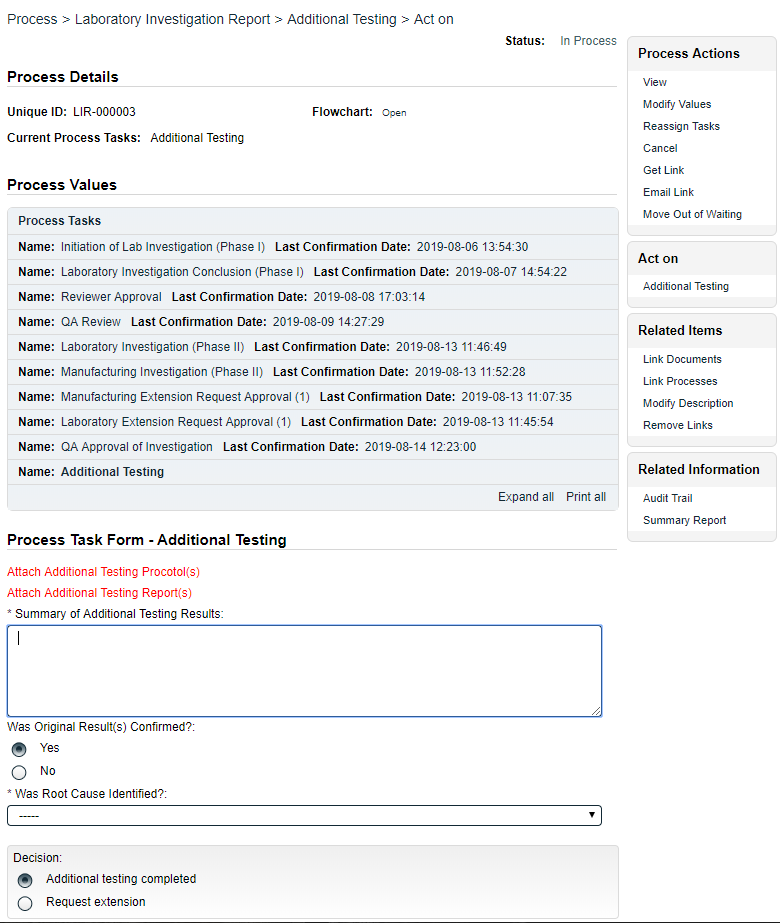 Process > Laboratory Investigation Report > Additional Testing > Act on
Status: In Process
Process Details
Unique ID: LIR-000003 Flowchart: Open
Current Process Tasks: Additional Testing
Process Values
Process Tasks
Name: Initiation of Lab Investigation (Phase I) Last Confirmation Date: 2019-08-06 13:54:30
Name: Laboratory Investigation Conclusion (Phase I) Last Confirmation Date: 2019-08-07 14:54:22
Name: Reviewer Approval Last Confirmation Date: 2019-08-08 17:03:14
Name: QA Review Last Confirmation Date: 2019-08-09 14:27:29
Name: Laboratory Investigation (Phase II) Last Confirmation Date: 2019-08-13 11:46:49
Name: Manufacturing Investigation (Phase II) Last Confirmation Date: 2019-08-13 11:52:28
Name: Manufacturing Extension Request Approval (1) Last Confirmation Date: 2019-08-13 11:07:35
Name: Laboratory Extension Request Approval (1) Last Confirmation Date: 2019-08-13 11:45:54
Name: QA Approval of Investigation Last Confirmation Date: 2019-08-14 12:23:00
Name: Additional Testing
Expand all Print all
Process Task Form - Additional Testing
Attach Additional Testing Procotol(s)
Attach Additional Testing Report(s)
* Summary of Additional Testing Results:
Was Original Result(s) Confirmed?:
Yes
No
* Was Root Cause Identified?:
-----
Decision:
Additional testing completed
Request extension
Process Actions
View
Modify Values
Reassign Tasks
Cancel
Get Link
Email Link
Move Out of Waiting
Act on
Additional Testing
Related Items
Link Documents
Link Processes
Modify Description
Remove Links
Related Information
Audit Trail
Summary Report